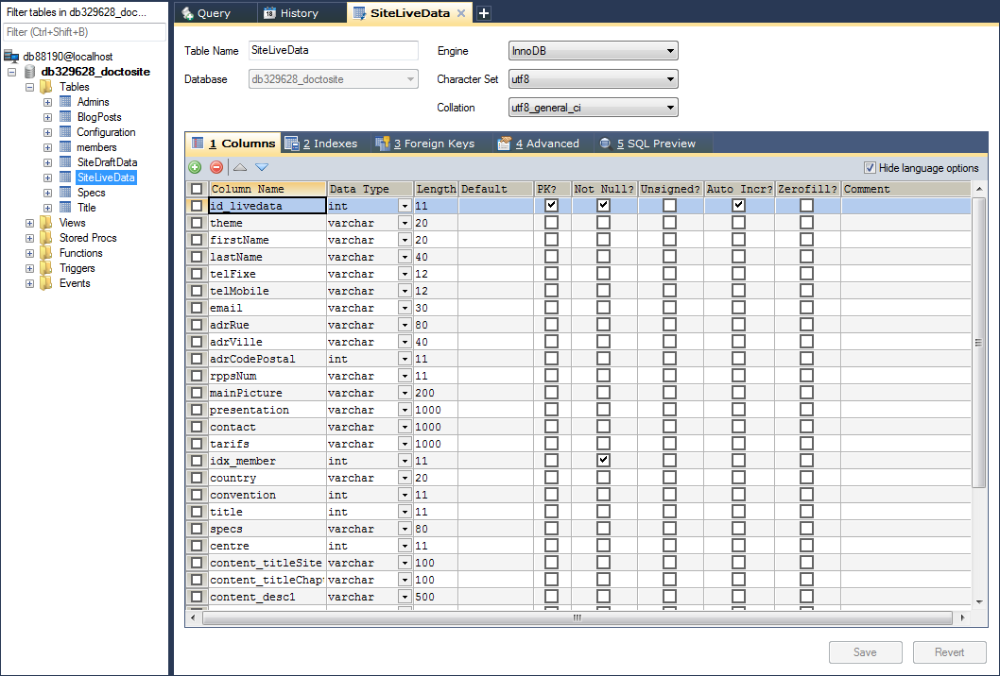 Filter tables in db329628_doc...
Filter (Ctrl+Shift+B)
db88190@localhost
db329628_doctosite
Tables
Admins
BlogPosts
Configuration
members
SiteDraftData
SiteLiveData
Specs
Title
Views
Stored Procs
Functions
Triggers
Events
Query History SiteLiveData
Table Name SiteLiveData Engine InnoDB
Database db329628_doctosite Character Set utf8
Collation utf8_general_ci
1 Columns 2 Indexes 3 Foreign Keys 4 Advanced 5 SQL Preview
Hide language options
Column Name Data Type Length Default PK? Not Null? Unsigned? Auto Incr? Zerofill? Comment
id_livedata int 11
theme varchar 20
firstName varchar 20
lastName varchar 40
telFixe varchar 12
telMobile varchar 12
email varchar 30
adrRue varchar 80
adrVille varchar 40
adrCodePostal int 11
rppsNum varchar 11
mainPicture varchar 200
presentation varchar 1000
contact varchar 1000
tarifs varchar 1000
idx_member int 11
country varchar 20
convention int 11
title int 11
specs varchar 80
centre int 11
content_titleSite varchar 100
content_titleChap varchar 100
content_desc1 varchar 500
Save Revert